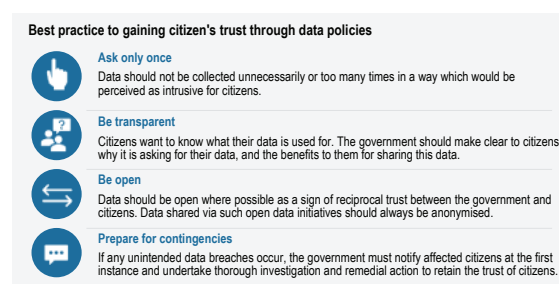 Best practice to gaining citizen's trust through data policies
Ask only once
Data should not be collected unnecessarily or too many times in a way which would be
perceived as intrusive for citizens.
Be transparent
Citizens want to know what their data is used for. The government should make clear to citizens
why it is asking for their data, and the benefits to them for sharing this data.
Be open
Data should be open where possible as a sign of reciprocal trust between the government and
citizens. Data shared via such open data initiatives should always be anonymised.
Prepare for contingencies
If any unintended data breaches occur, the government must notify affected citizens at the first
instance and undertake thorough investigation and remedial action to retain the trust of citizens.